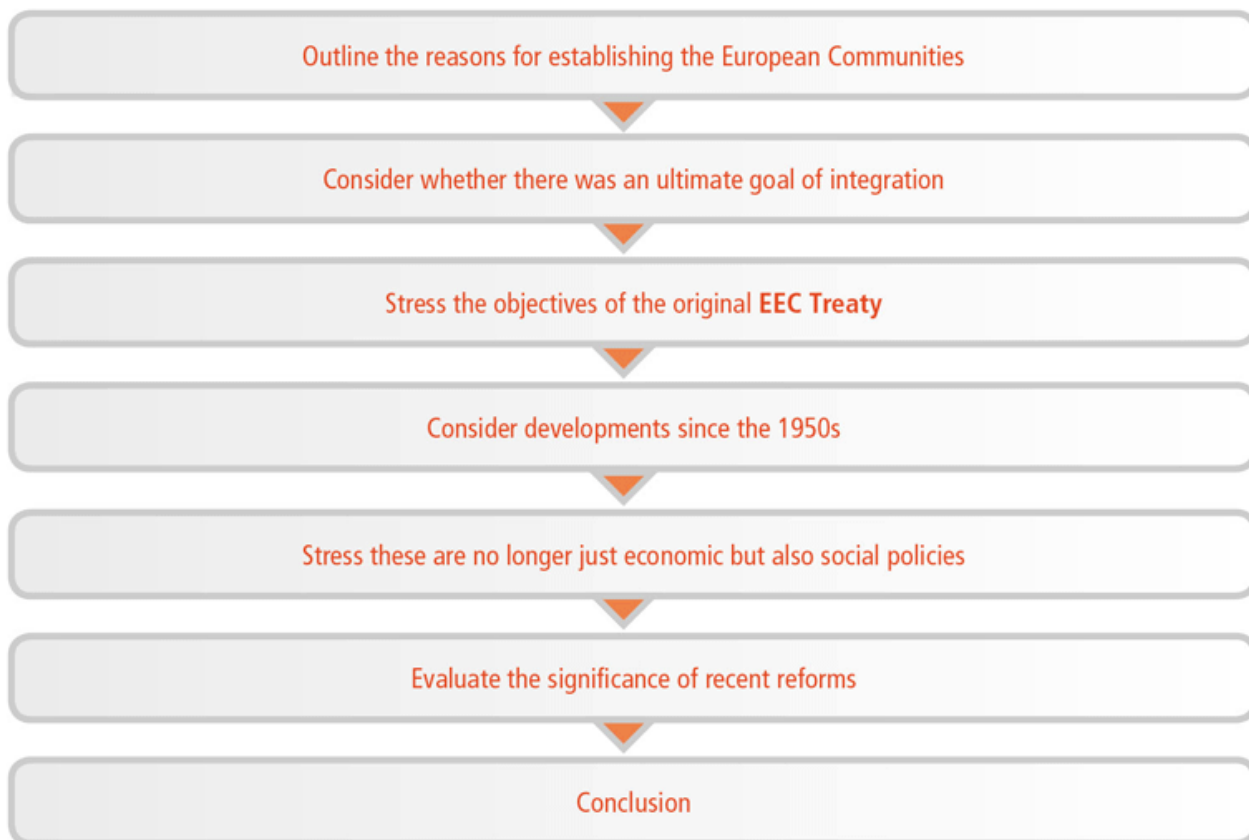 Outline the reasons for establishing the European Communities
Consider whether there was an ultimate goal of integration
Stress the objectives of the original EEC Treaty
Consider developments since the 1950s
Stress these are no longer just economic but also social policies
Evaluate the significance of recent reforms
Conclusion